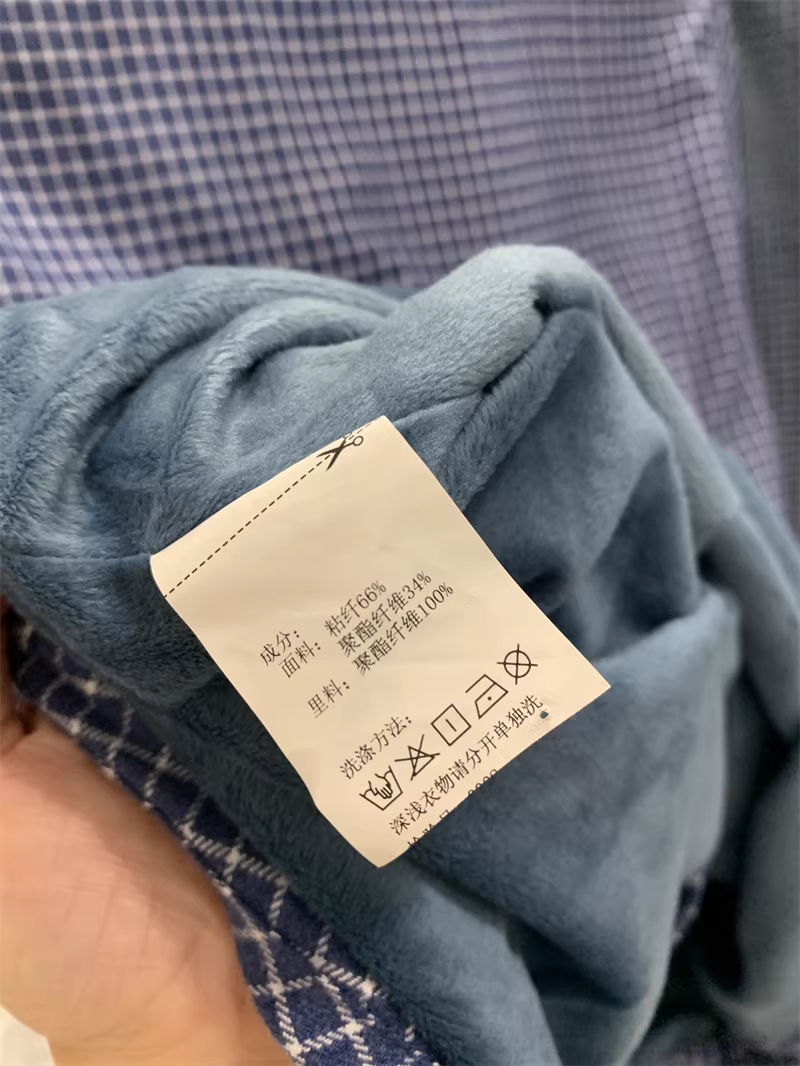 成分：
面料：粘纤66%
聚酯纤维34%
里料：聚酯纤维100%
洗涤方法：
深浅衣物请分开单独洗